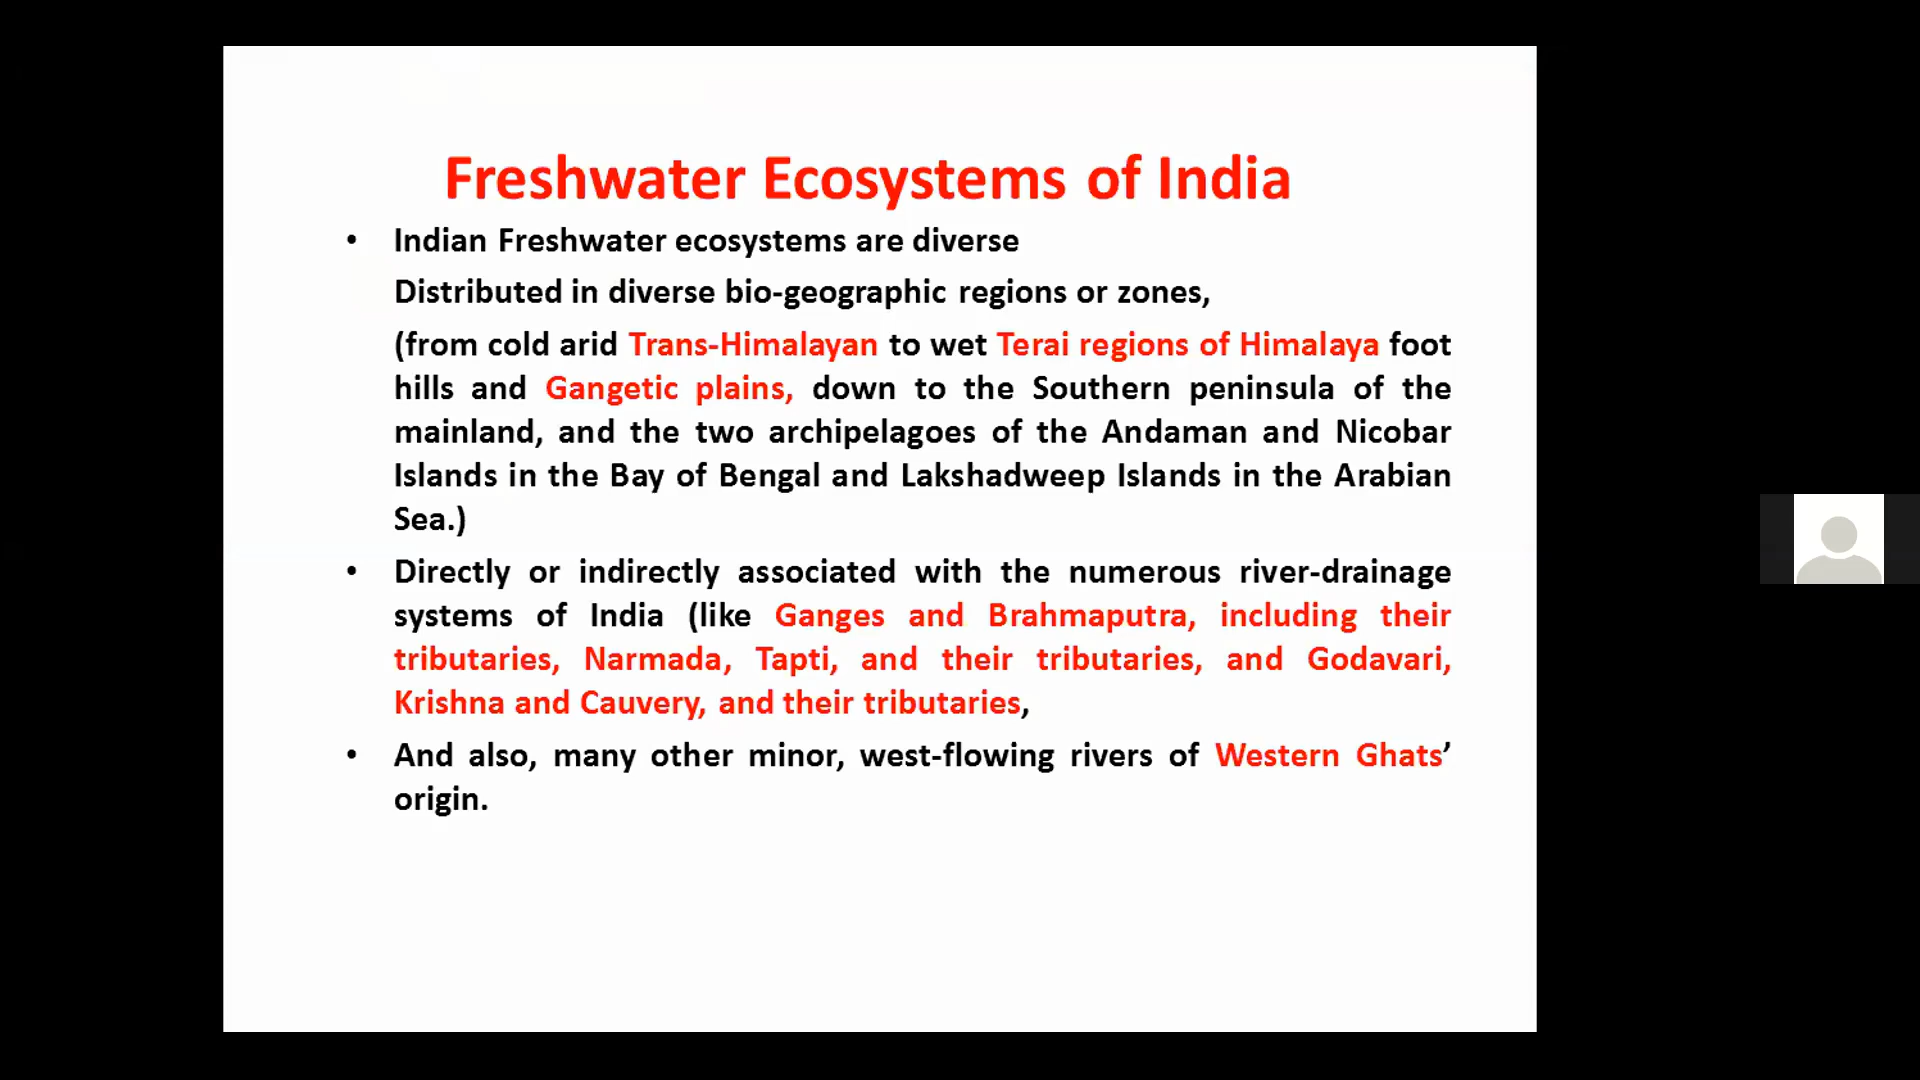 Freshwater Ecosystems of India
• Indian Freshwater ecosystems are diverse
Distributed in diverse bio-geographic regions or zones,
(from cold arid Trans-Himalayan to wet Terai regions of Himalaya foot
hills and Gangetic plains, down to the Southern peninsula of the
mainland, and the two archipelagoes of the Andaman and Nicobar
Islands in the Bay of Bengal and Lakshadweep Islands in the Arabian
Sea.)
• Directly or indirectly associated with the numerous river-drainage
systems of India (like Ganges and Brahmaputra, including their
tributaries, Narmada, Tapti, and their tributaries, and Godavari,
Krishna and Cauvery, and their tributaries,
• And also, many other minor, west-flowing rivers of Western Ghats’
origin.